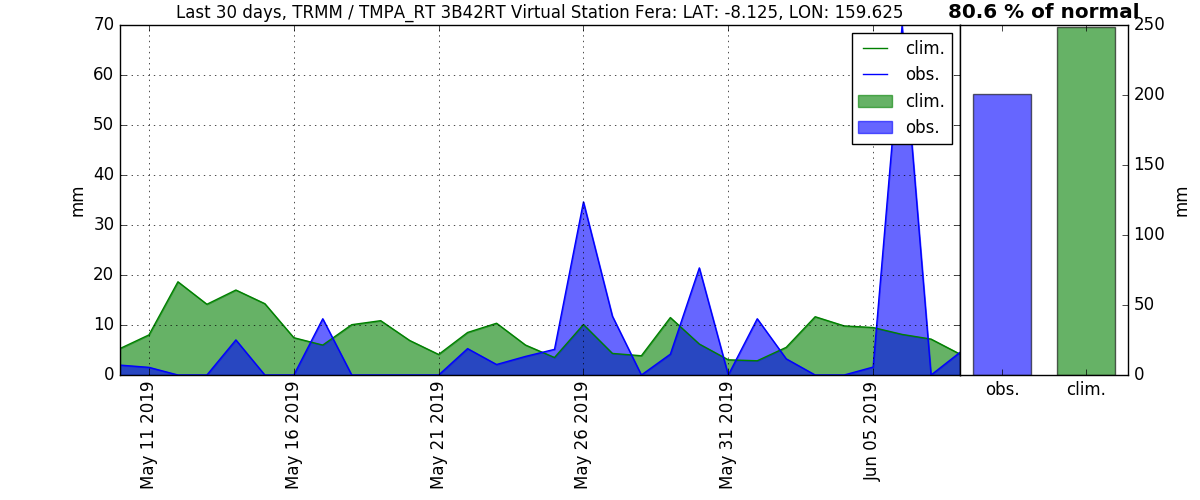 Last 30 days, TRMM / TMPA_RT 3B42RT Virtual Station Fera: LAT: -8.125, LON: 159.625
80.6 % of normal
70
60
50
40
30
20
10
0
mm
clim.
obs.
clim.
obs.
250
200
150
100
50
0
mm
May 11 2019
May 16 2019
May 21 2019
May 26 2019
May 31 2019
Jun 05 2019
obs.
clim.